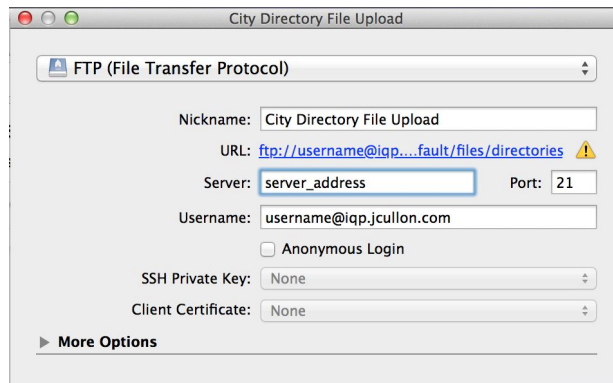 City Directory File Upload
FTP (File Transfer Protocol)
Nickname: City Directory File Upload
URL: ftp://username@iqp....fault/files/directories
Server: server_address Port: 21
Username: username@iqp.jcullon.com
Anonymous Login
SSH Private Key: None
Client Certificate: None
More Options